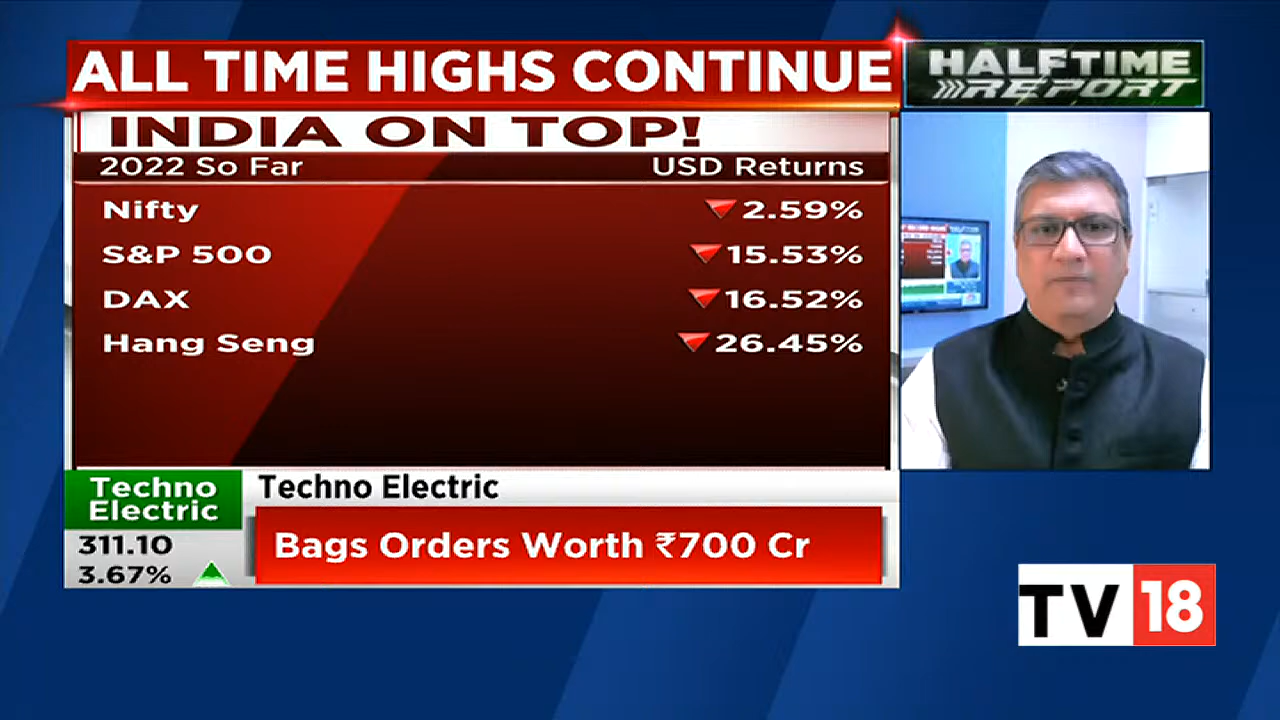 ALL TIME HIGHS CONTINUE
HALFTIME
REPORT
INDIA ON TOP!
2022 So Far USD Returns
Nifty 2.59%
S&P 500 15.53%
DAX 16.52%
Hang Seng 26.45%
Techno
Electric
311.10
3.67%
Techno Electric
Bags Orders Worth ₹700 Cr
TV 18